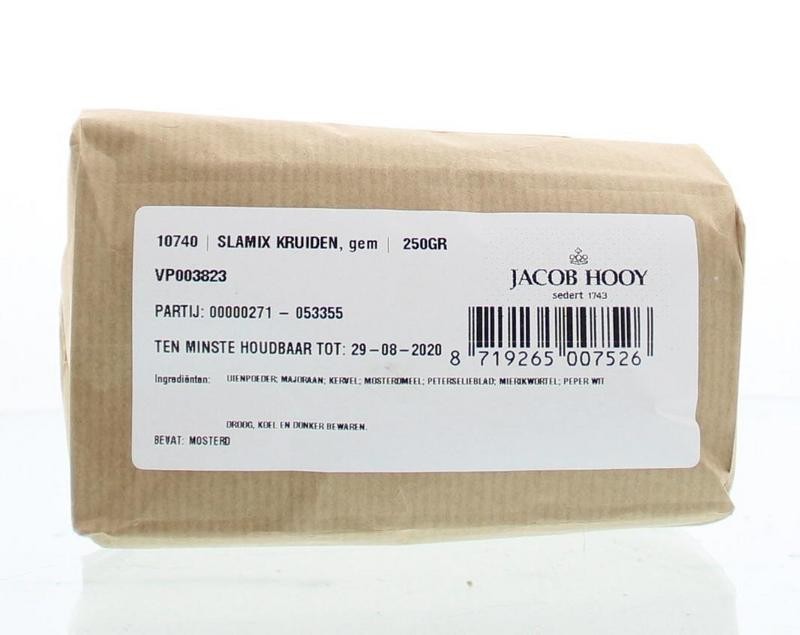 10740 | SLAMIX KRUIDEN, gem | 250GR
VP003823
JACOB HOOY
sedert 1743
PARTIJ: 00000271 - 053355
TEN MINSTE HOUDBAAR TOT: 29-08-2020
8 719265 007526
Ingrediënten: UIENPOEDER; MAJORAAN; KERVEL; MOSTERDMEEL; PETERSELIEBLAD; MIERIKWORTEL; PEPER WIT
DROOG, KOEL EN DONKER BEWAREN.
BEVAT: MOSTERD